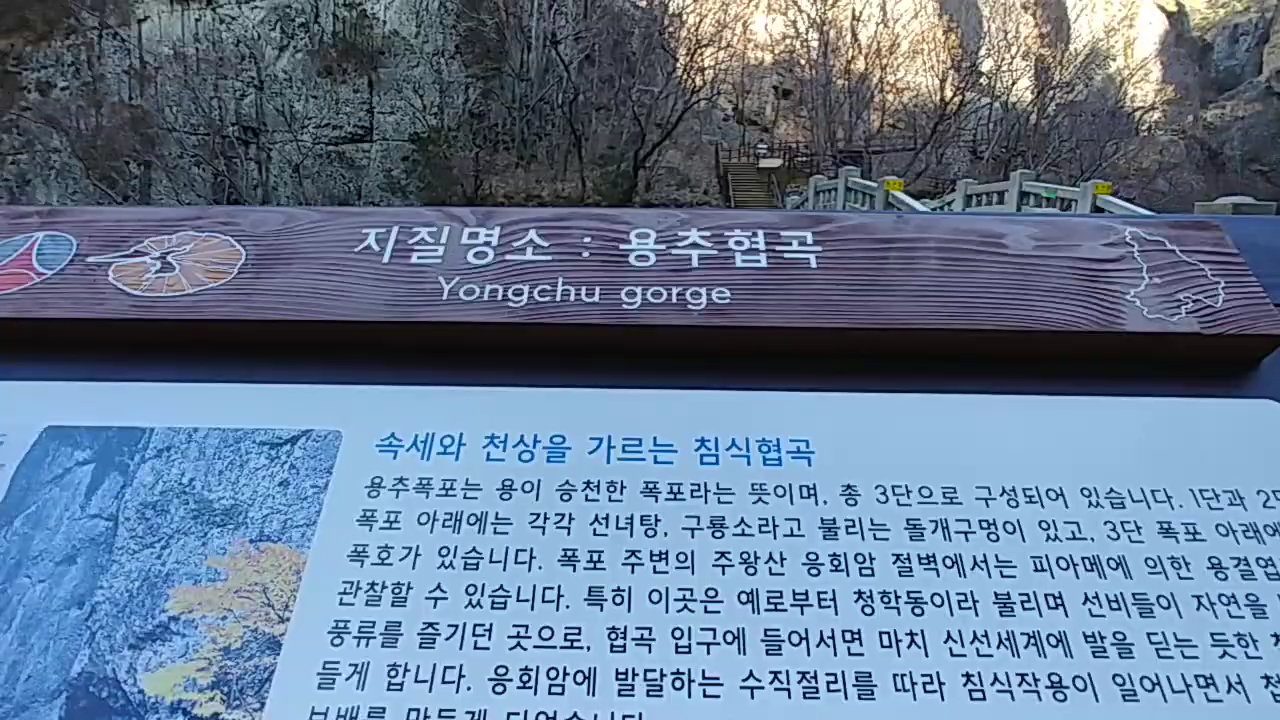 지질명소 : 용추협곡
Yongchu gorge
속세와 천상을 가르는 침식협곡
용추폭포는 용이 승천한 폭포라는 뜻이며, 총 3단으로 구성되어 있습니다. 1단과
폭포 아래에는 각각 선녀탕, 구룡소라고 불리는 돌개구멍이 있고, 3단 폭포 아래에
폭호가 있습니다. 폭포 주변의 주왕산 응회암 절벽에서는 피아메에 의한 용결엽
관찰할 수 있습니다. 특히 이곳은 예로부터 청학동이라 불리며 선비들이 자연을
풍류를 즐기던 곳으로, 협곡 입구에 들어서면 마치 신선세계에 발을 딛는 듯한
들게 합니다. 응회암에 발달하는 수직절리를 따라 침식작용이 일어나면서